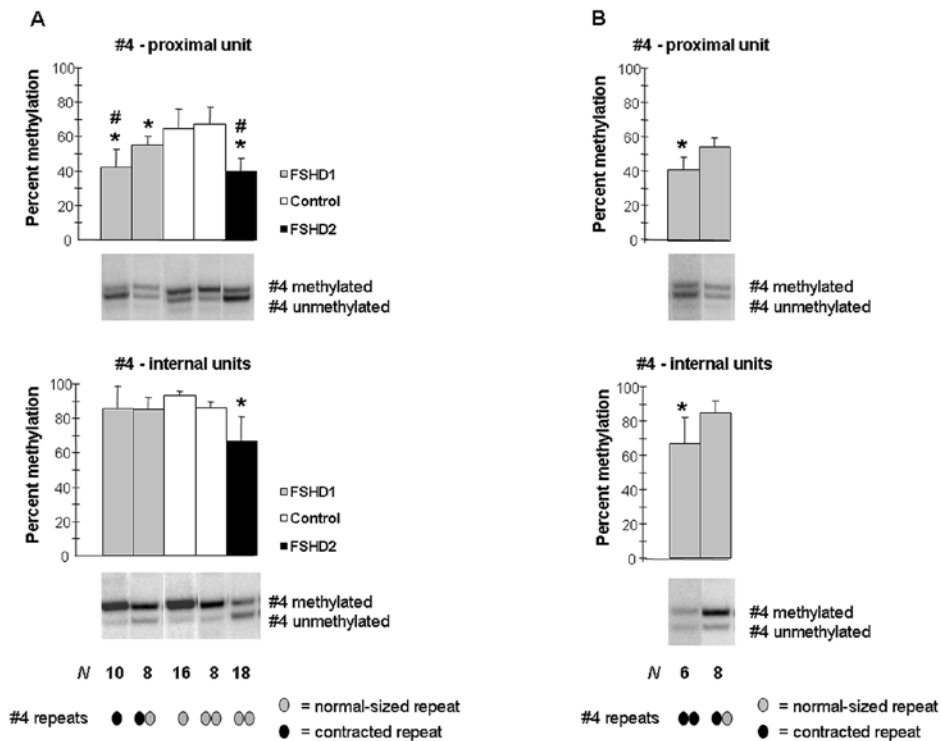 A
#4 - proximal unit
Percent methylation
100
80
60
40
20
0
#
*
*
#
*
FSHD1
Control
FSHD2
#4 methylated
#4 unmethylated
#4 - internal units
Percent methylation
100
80
60
40
20
0
*
FSHD1
Control
FSHD2
#4 methylated
#4 unmethylated
N 10 8 16 8 18
#4 repeats
= normal-sized repeat
= contracted repeat
B
#4 - proximal unit
Percent methylation
100
80
60
40
20
0
*
#4 methylated
#4 unmethylated
#4 - internal units
Percent methylation
100
80
60
40
20
0
*
#4 methylated
#4 unmethylated
N 6 8
#4 repeats
= normal-sized repeat
= contracted repeat